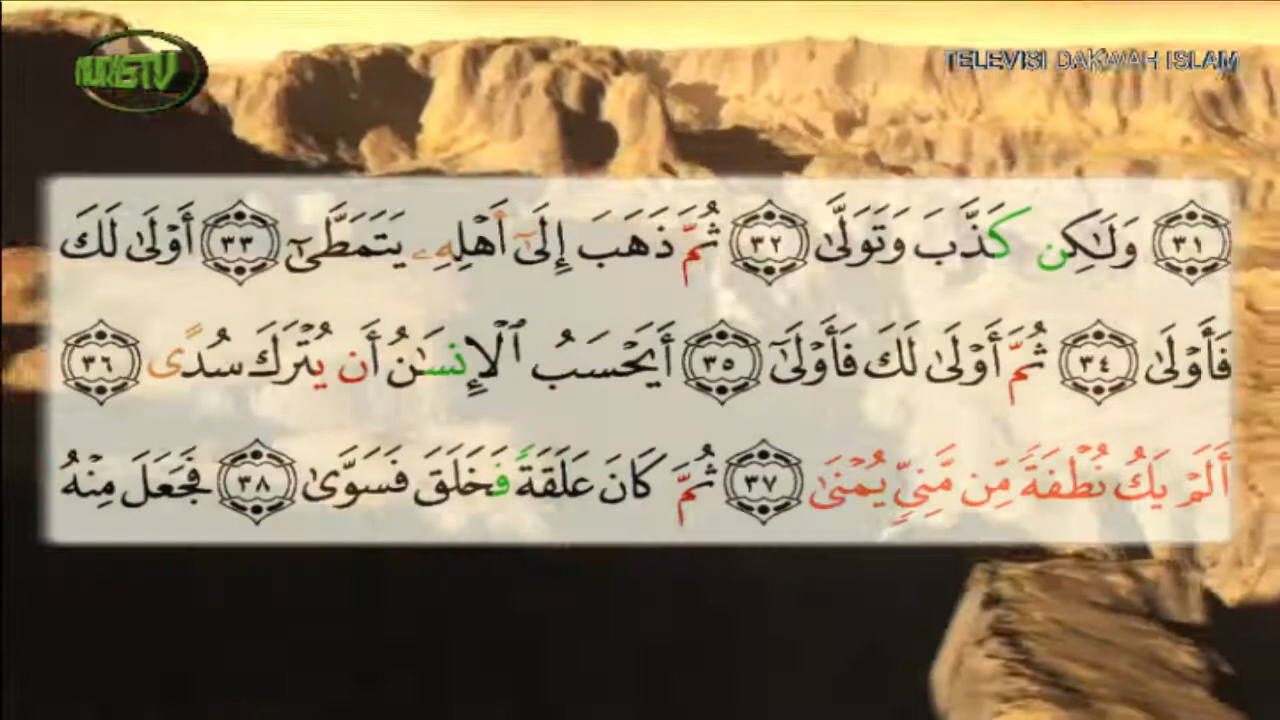 NURISTV
TELEVISI DAKWAH ISLAM
٣١ وَلَـٰكِن كَذَّبَ وَتَوَلَّىٰ ٣٢ ثُمَّ ذَهَبَ إِلَىٰٓ أَهْلِهِۦ يَتَمَطَّىٰٓ ٣٣ أَوْلَىٰ لَكَ
فَأَوْلَىٰ ٣٤ ثُمَّ أَوْلَىٰ لَكَ فَأَوْلَىٰٓ ٣٥ أَيَحْسَبُ ٱلْإِنسَـٰنُ أَن يُتْرَكَ سُدًى ٣٦
أَلَمْ يَكُ نُطْفَةً مِّن مَّنِىٍّ يُمْنَىٰ ٣٧ ثُمَّ كَانَ عَلَقَةً فَخَلَقَ فَسَوَّىٰ ٣٨ فَجَعَلَ مِنْهُ